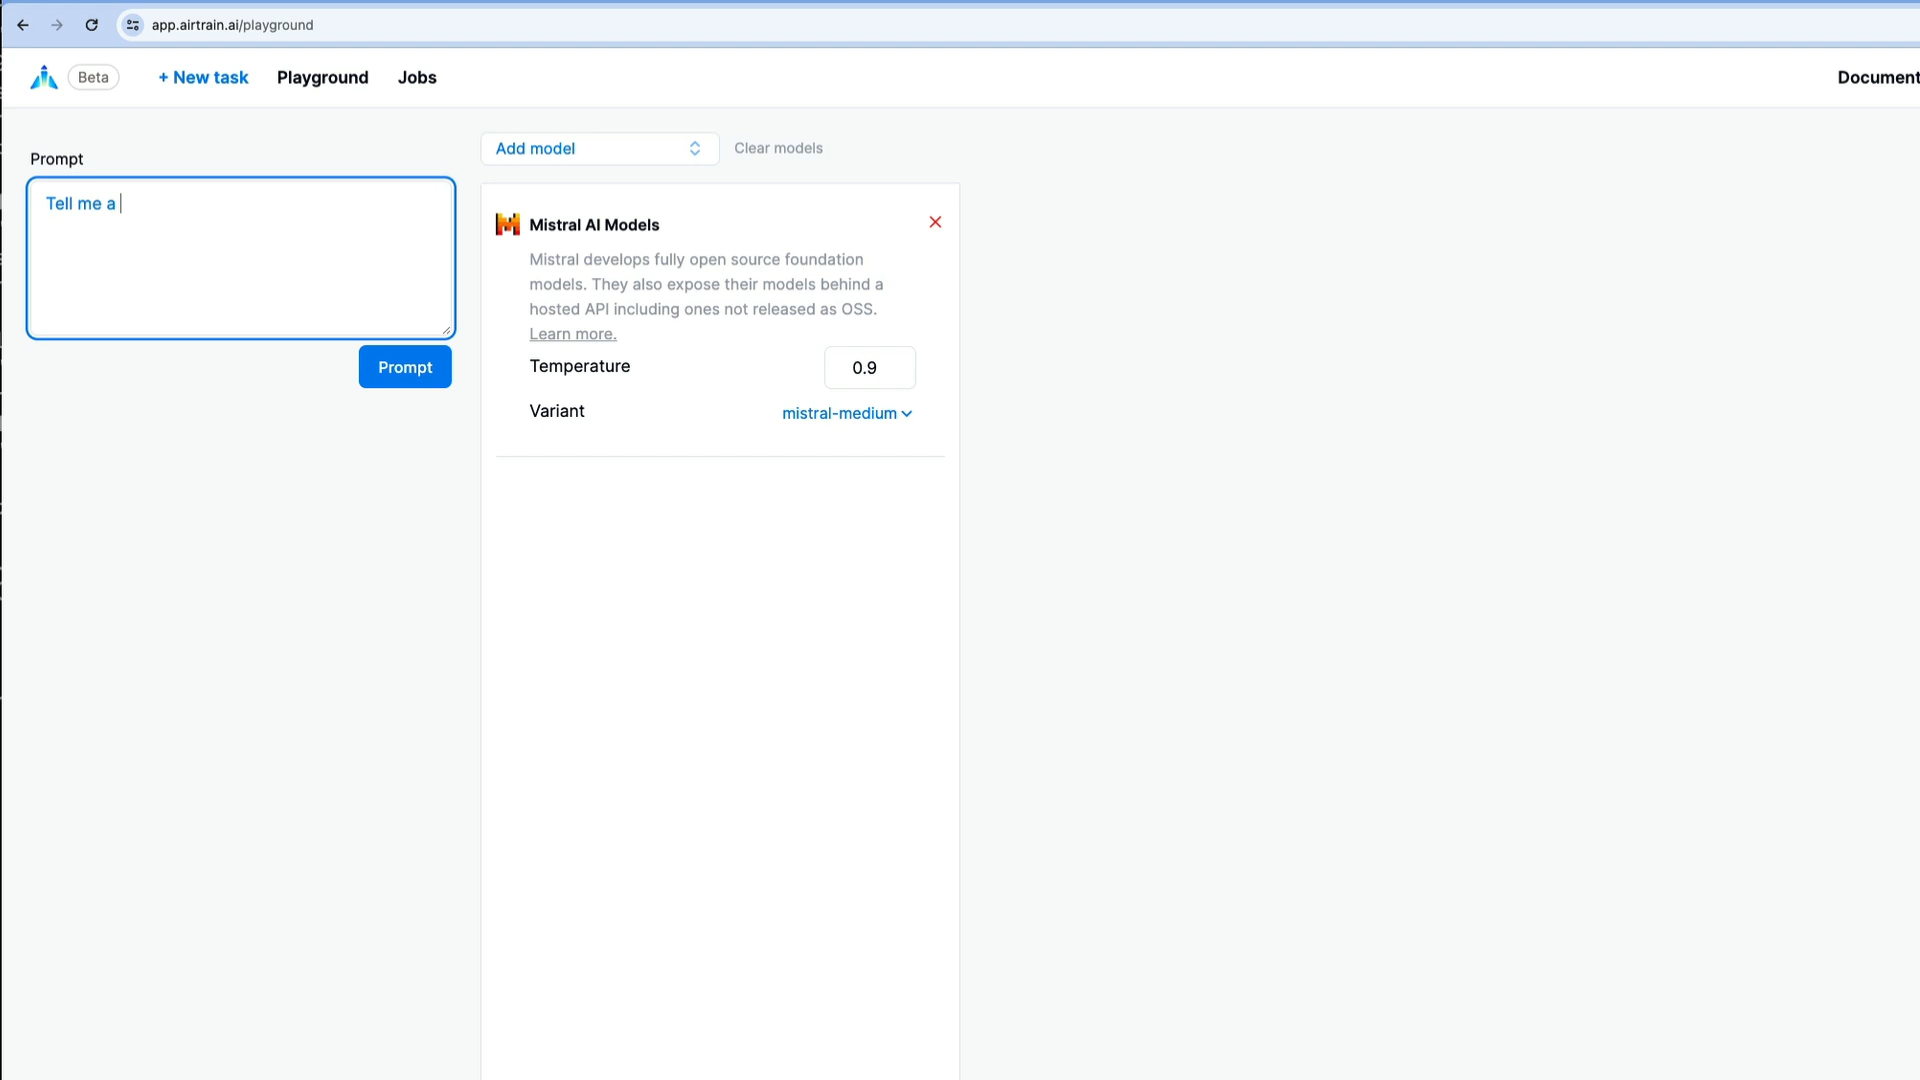 app.airtrain.ai/playground
Beta
+ New task
Playground
Jobs
Document
Prompt
Tell me a
Prompt
Add model
Clear models
Mistral AI Models
Mistral develops fully open source foundation
models. They also expose their models behind a
hosted API including ones not released as OSS.
Learn more.
Temperature
0.9
Variant
mistral-medium